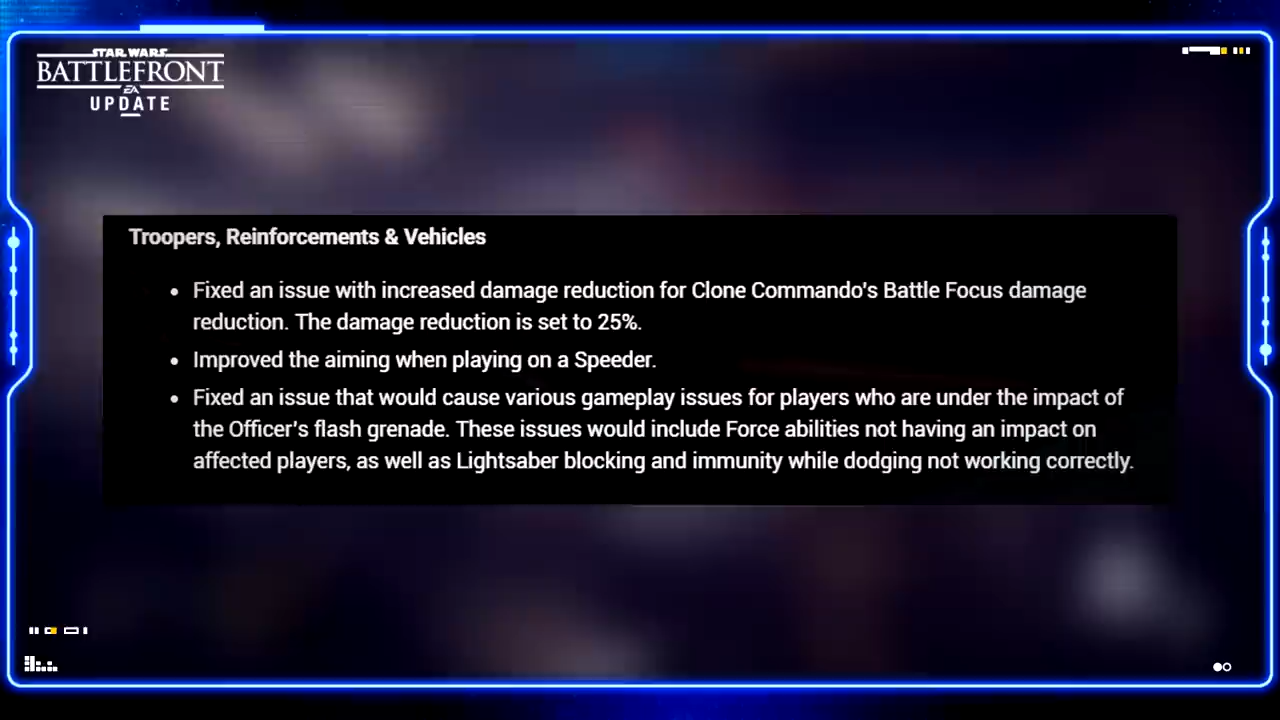 STAR WARS
BATTLEFRONT
EA
UPDATE
Troopers, Reinforcements & Vehicles
• Fixed an issue with increased damage reduction for Clone Commando's Battle Focus damage
reduction. The damage reduction is set to 25%.
• Improved the aiming when playing on a Speeder.
• Fixed an issue that would cause various gameplay issues for players who are under the impact of
the Officer's flash grenade. These issues would include Force abilities not having an impact on
affected players, as well as Lightsaber blocking and immunity while dodging not working correctly.